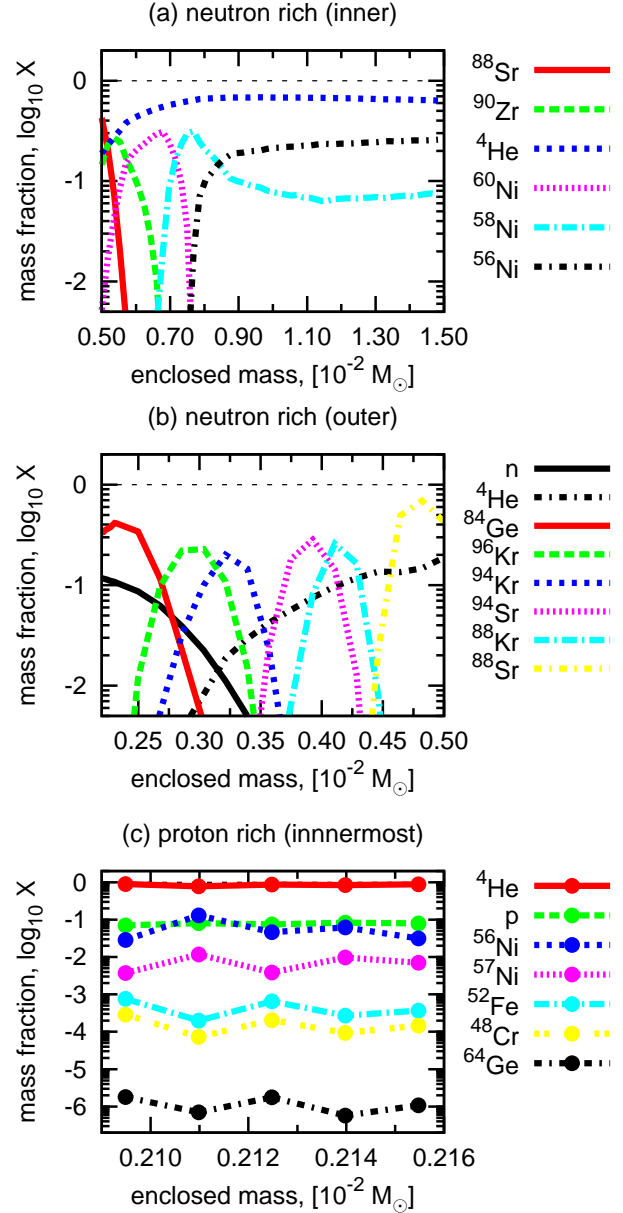 (a) neutron rich (inner)
mass fraction, log₁₀ X
0
-1
-2
0.50 0.70 0.90 1.10 1.30 1.50
enclosed mass, [10⁻² M☉]
⁸⁸Sr
⁹⁰Zr
⁴He
⁶⁰Ni
⁵⁸Ni
⁵⁶Ni
(b) neutron rich (outer)
mass fraction, log₁₀ X
0
-1
-2
0.25 0.30 0.35 0.40 0.45 0.50
enclosed mass, [10⁻² M☉]
n
⁴He
⁸⁴Ge
⁹⁶Kr
⁹⁴Kr
⁹⁴Sr
⁸⁸Kr
⁸⁸Sr
(c) proton rich (innnermost)
mass fraction, log₁₀ X
0
-1
-2
-3
-4
-5
-6
0.210 0.212 0.214 0.216
enclosed mass, [10⁻² M☉]
⁴He
p
⁵⁶Ni
⁵⁷Ni
⁵²Fe
⁴⁸Cr
⁶⁴Ge